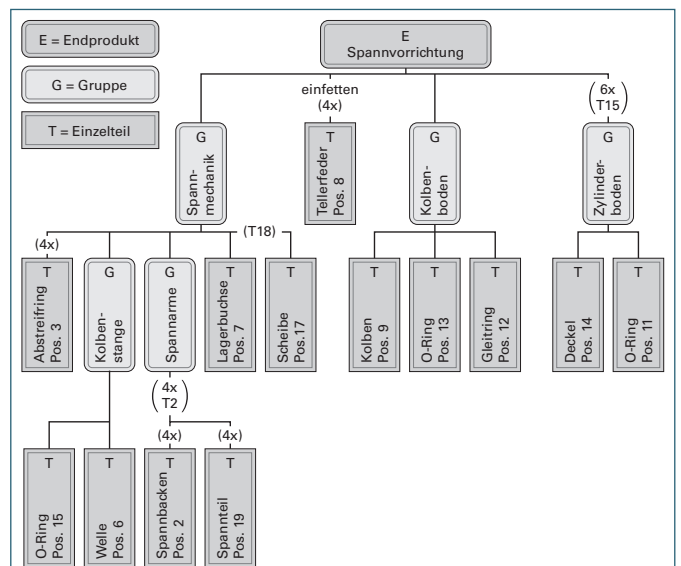 E = Endprodukt
G = Gruppe
T = Einzelteil
E
Spannvorrichtung
einfetten
(4x)
(6x
T15)
G
Spann-
mechanik
T
Tellerfeder
Pos. 8
G
Kolben-
boden
G
Zylinder-
boden
(4x)
(T18)
T
Abstreifring
Pos. 3
G
Kolben-
stange
G
Spannarme
T
Lagerbuchse
Pos. 7
T
Scheibe
Pos. 17
T
Kolben
Pos. 9
T
O-Ring
Pos. 13
T
Gleitring
Pos. 12
T
Deckel
Pos. 14
T
O-Ring
Pos. 11
(4x
T2)
(4x)
(4x)
T
O-Ring
Pos. 15
T
Welle
Pos. 6
T
Spannbacken
Pos. 2
T
Spannteil
Pos. 19